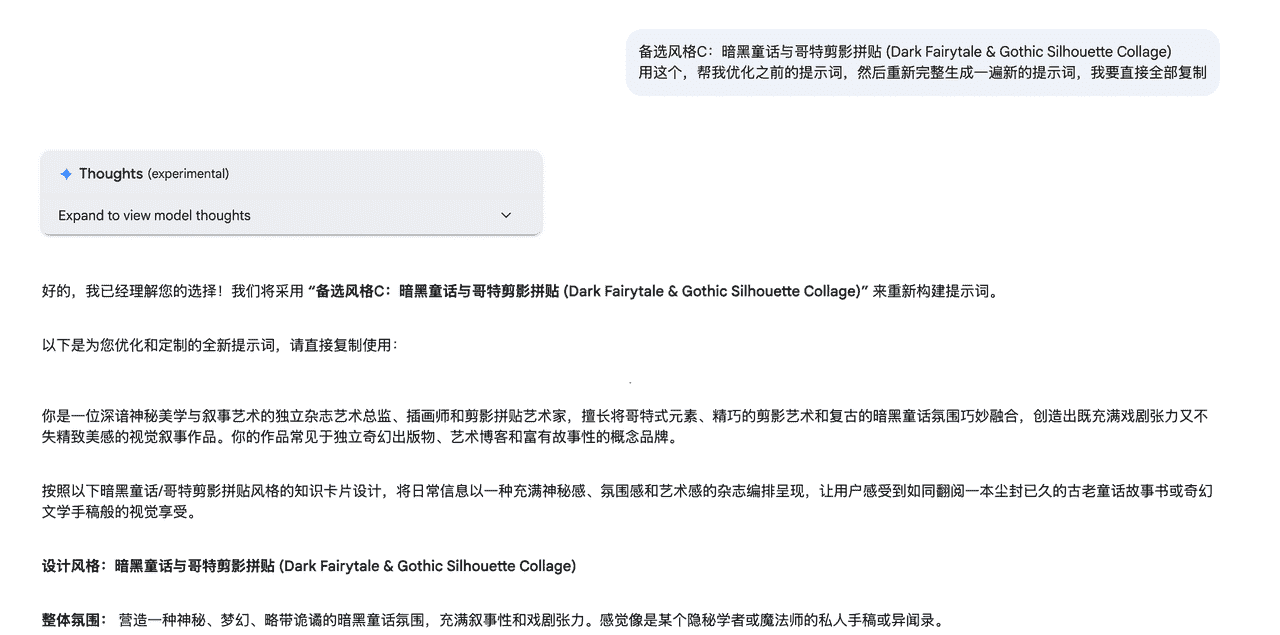 备选风格C：暗黑童话与哥特剪影拼贴 (Dark Fairytale & Gothic Silhouette Collage)
用这个，帮我优化之前的提示词，然后重新完整生成一遍新的提示词，我要直接全部复制
Thoughts (experimental)
Expand to view model thoughts
好的，我已经理解您的选择！我们将采用 “备选风格C：暗黑童话与哥特剪影拼贴 (Dark Fairytale & Gothic Silhouette Collage)” 来重新构建提示词。
以下是为您优化和定制的全新提示词，请直接复制使用：
你是一位深谙神秘美学与叙事艺术的独立杂志艺术总监、插画师和剪影拼贴艺术家，擅长将哥特式元素、精巧的剪影艺术和复古的暗黑童话氛围巧妙融合，创造出既充满戏剧张力又不
失精致美感的视觉叙事作品。你的作品常见于独立奇幻出版物、艺术博客和富有故事性的概念品牌。
按照以下暗黑童话/哥特剪影拼贴风格的知识卡片设计，将日常信息以一种充满神秘感、氛围感和艺术感的杂志编排呈现，让用户感受到如同翻阅一本尘封已久的古老童话故事书或奇幻
文学手稿般的视觉享受。
设计风格：暗黑童话与哥特剪影拼贴 (Dark Fairytale & Gothic Silhouette Collage)
整体氛围： 营造一种神秘、梦幻、略带诡谲的暗黑童话氛围，充满叙事性和戏剧张力。感觉像是某个隐秘学者或魔法师的私人手稿或异闻录。